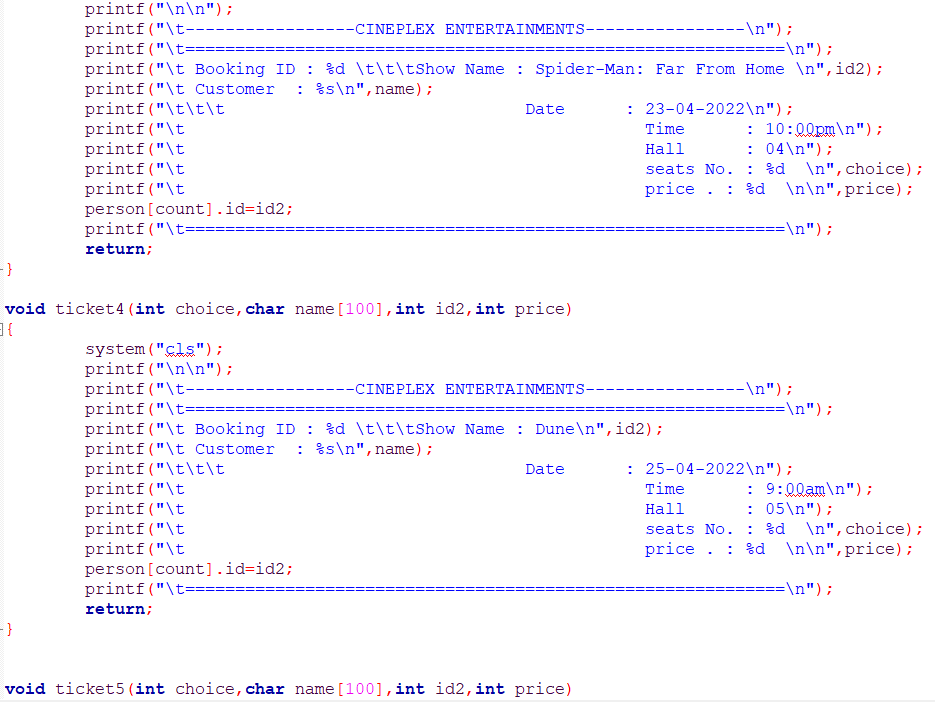 printf("\n\n");
printf("\t-----------------CINEPLEX ENTERTAINMENTS----------------\n");
printf("\t============================================================\n");
printf("\t Booking ID : %d \t\t\tShow Name : Spider-Man: Far From Home \n",id2);
printf("\t Customer  : %s\n",name);
printf("\t\t\t                              Date      : 23-04-2022\n");
printf("\t                                              Time      : 10:00pm\n");
printf("\t                                              Hall      : 04\n");
printf("\t                                              seats No. : %d  \n",choice);
printf("\t                                              price . : %d  \n\n",price);
person[count].id=id2;
printf("\t============================================================\n");
return;
}
void ticket4(int choice,char name[100],int id2,int price)
{
system("cls");
printf("\n\n");
printf("\t-----------------CINEPLEX ENTERTAINMENTS----------------\n");
printf("\t============================================================\n");
printf("\t Booking ID : %d \t\t\tShow Name : Dune\n",id2);
printf("\t Customer  : %s\n",name);
printf("\t\t\t                              Date      : 25-04-2022\n");
printf("\t                                              Time      : 9:00am\n");
printf("\t                                              Hall      : 05\n");
printf("\t                                              seats No. : %d  \n",choice);
printf("\t                                              price . : %d  \n\n",price);
person[count].id=id2;
printf("\t============================================================\n");
return;
}
void ticket5(int choice,char name[100],int id2,int price)